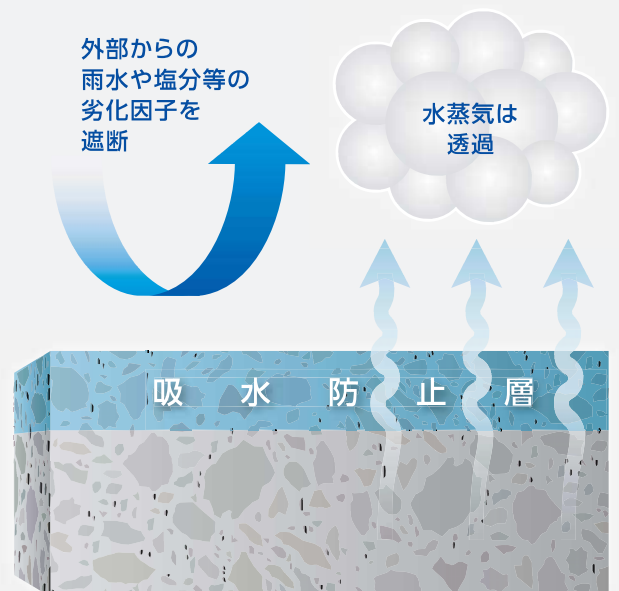 外部からの
雨水や塩分等の
劣化因子を
遮断
水蒸気は
透過
吸水防止層